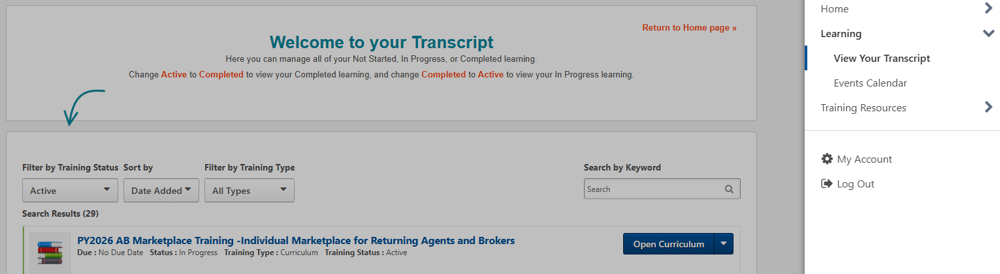 Return to Home page »
Welcome to your Transcript
Here you can manage all of your Not Started, In Progress, or Completed learning.
Change Active to Completed to view your Completed learning, and change Completed to Active to view your In Progress learning.
Filter by Training Status Sort by Filter by Training Type Search by Keyword
Active Date Added All Types Search
Search Results (29)
PY2026 AB Marketplace Training -Individual Marketplace for Returning Agents and Brokers
Due : No Due Date Status : In Progress Training Type : Curriculum Training Status : Active
Open Curriculum
Home
Learning
View Your Transcript
Events Calendar
Training Resources
My Account
Log Out